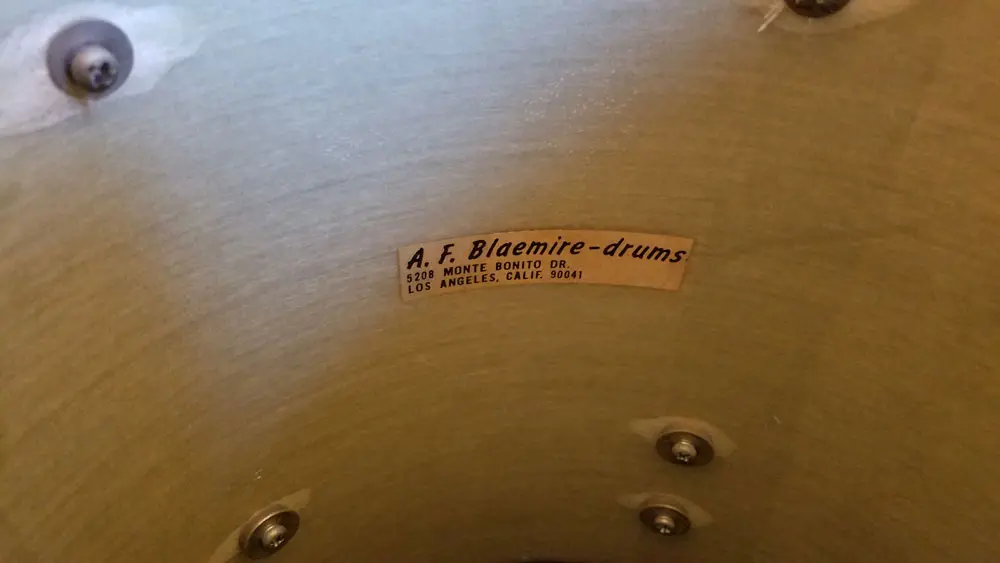 A. F. Blaemire-drums.
5208 MONTE BONITO DR.
LOS ANGELES, CALIF. 90041